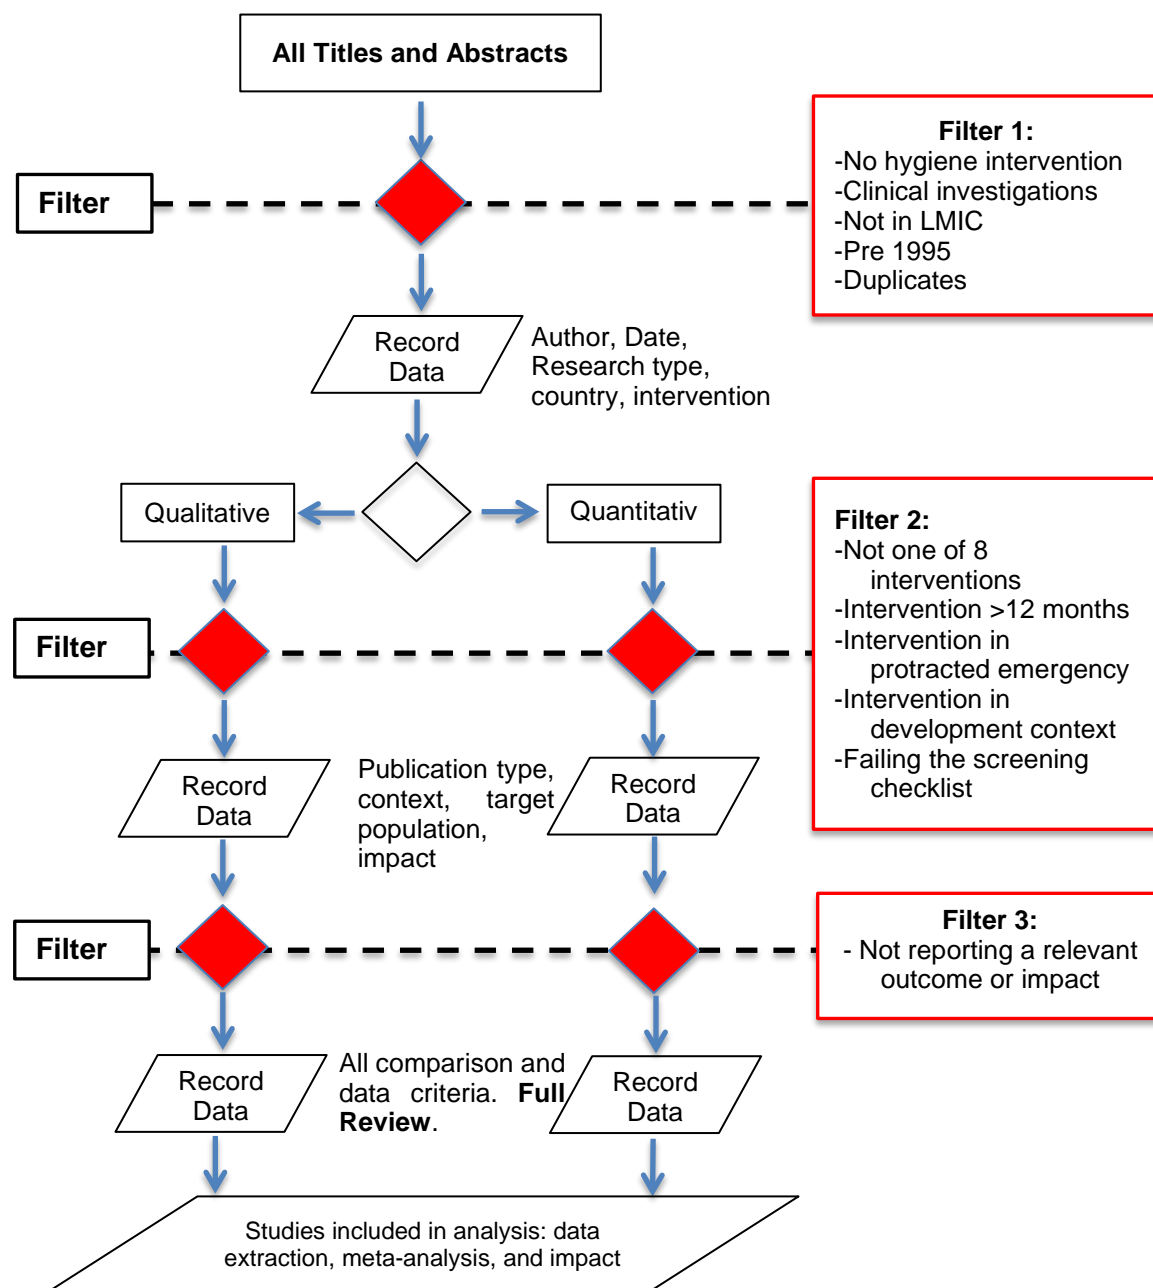 All Titles and Abstracts
Filter 1:
-No hygiene intervention
-Clinical investigations
-Not in LMIC
-Pre 1995
-Duplicates
Filter
Record
Data
Author, Date,
Research type,
country, intervention
Qualitative
Quantitativ
Filter 2:
-Not one of 8
interventions
-Intervention >12 months
-Intervention in
protracted emergency
-Intervention in
development context
-Failing the screening
checklist
Filter
Record
Data
Publication type,
context, target
population,
impact
Record
Data
Filter
Filter 3:
- Not reporting a relevant
outcome or impact
Record
Data
All comparison and
data criteria. Full
Review.
Record
Data
Studies included in analysis: data
extraction, meta-analysis, and impact